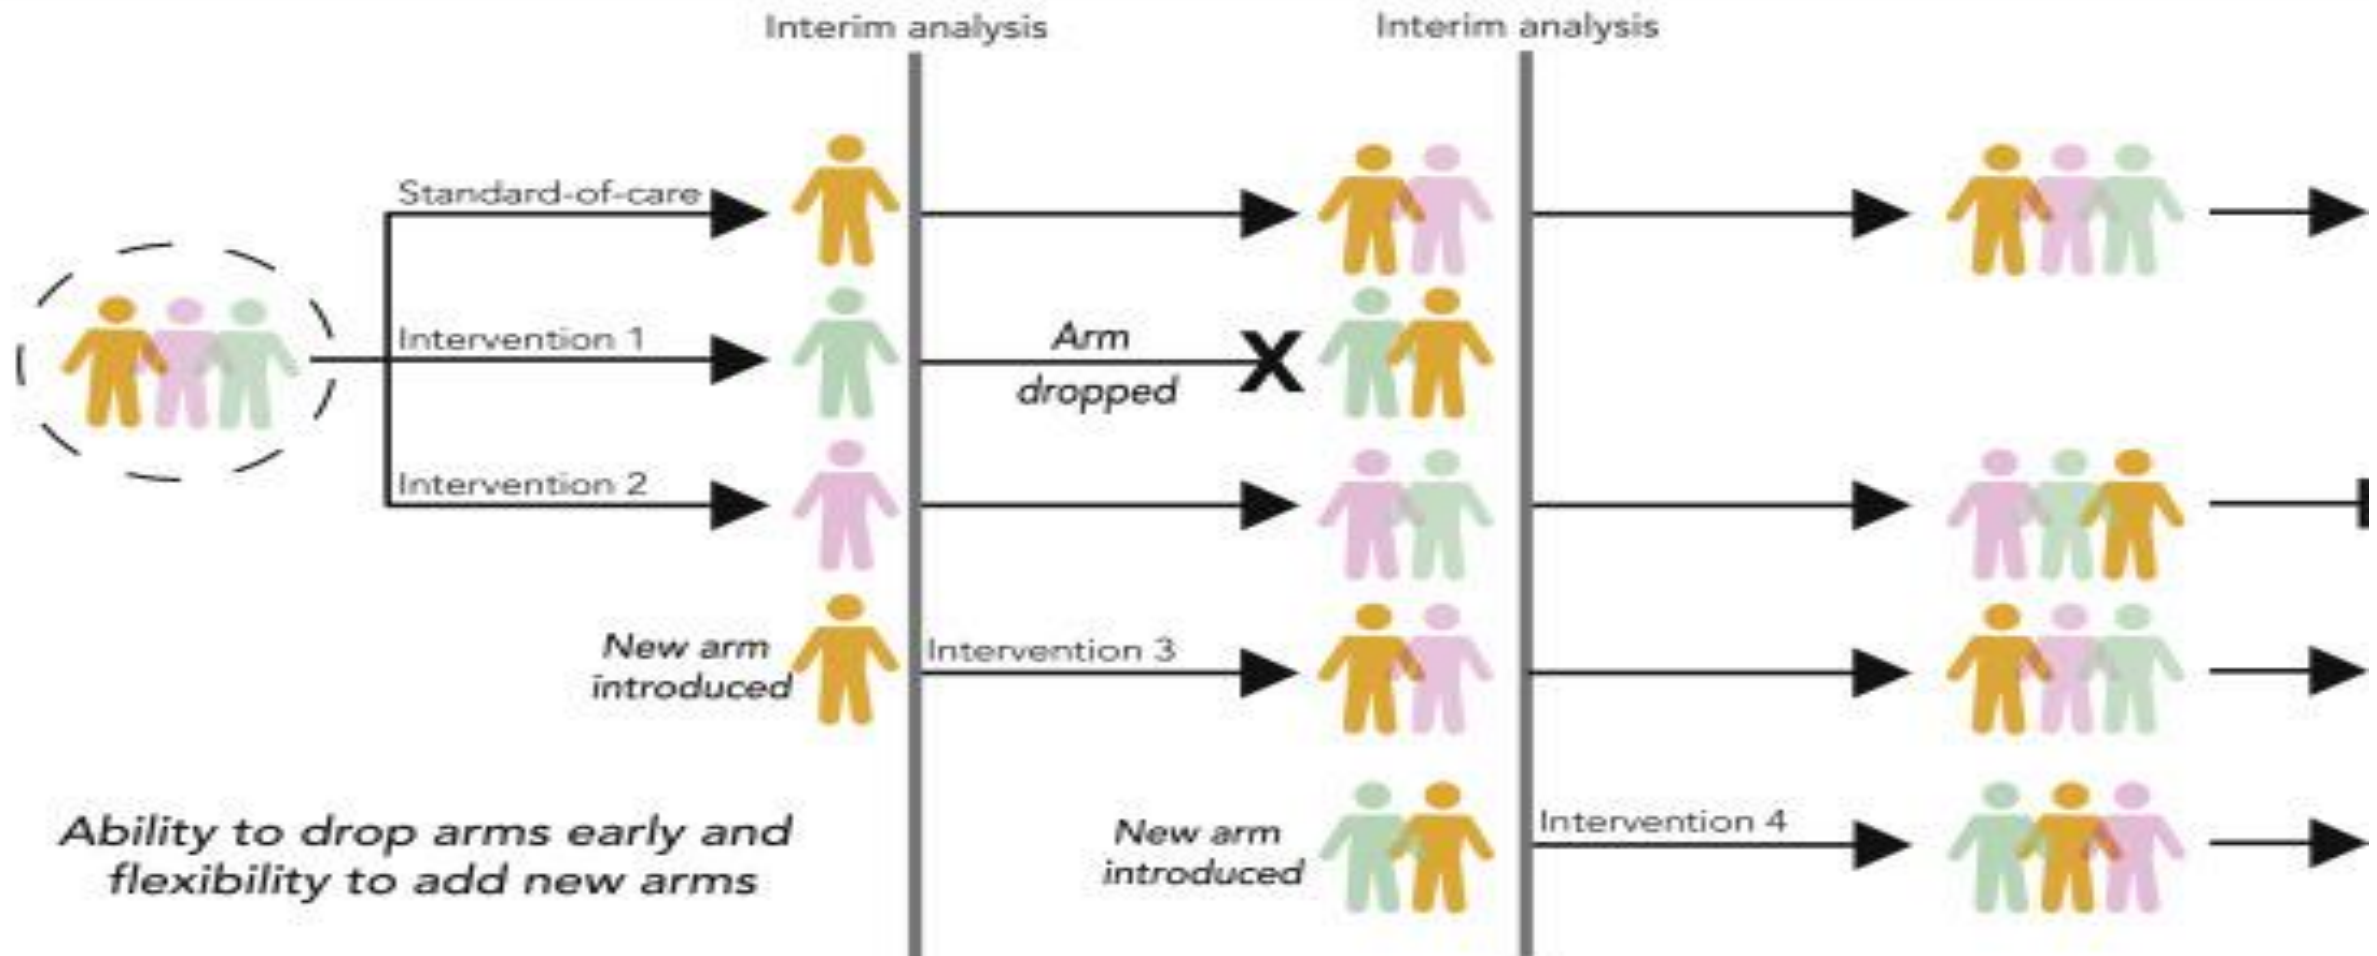 Interim analysis
Interim analysis
Standard-of-care
Intervention 1
Arm
dropped
X
Intervention 2
New arm
introduced
Intervention 3
Ability to drop arms early and
flexibility to add new arms
New arm
introduced
Intervention 4